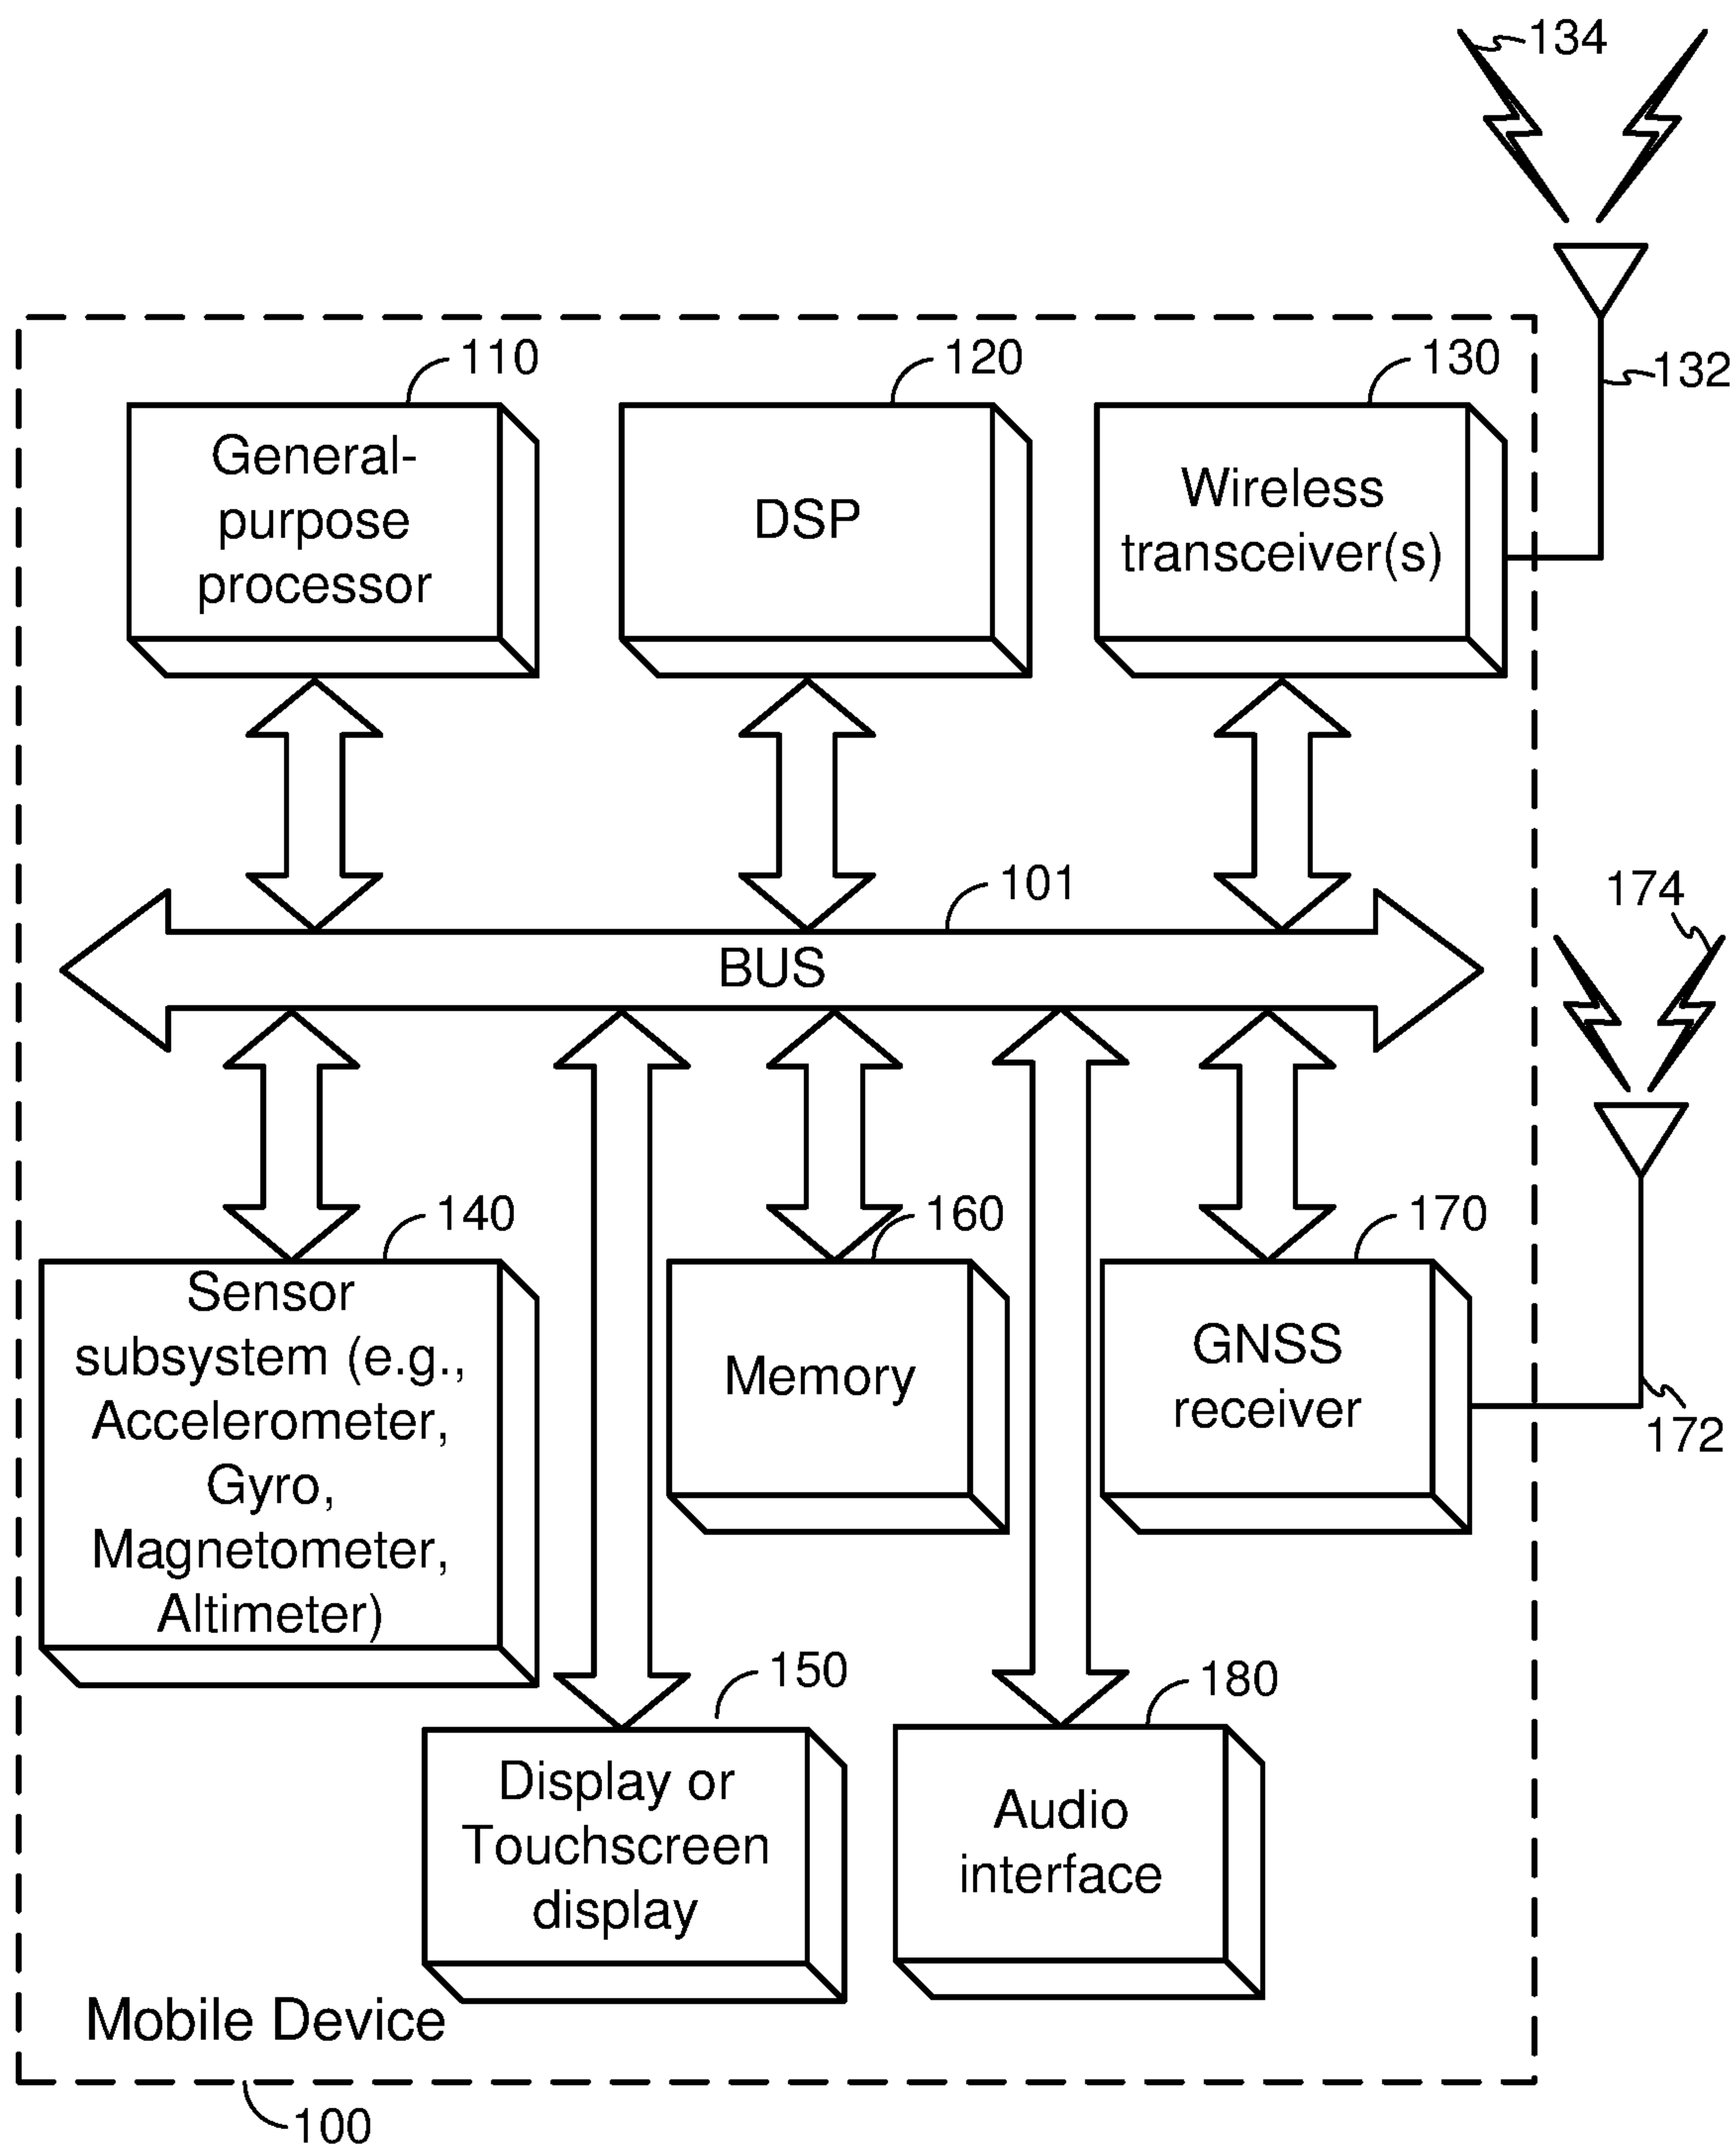 134
132
110
120
130
General-
purpose
processor
DSP
Wireless
transceiver(s)
101
BUS
174
172
140
160
170
Sensor
subsystem (e.g.,
Accelerometer,
Gyro,
Magnetometer,
Altimeter)
Memory
GNSS
receiver
150
180
Display or
Touchscreen
display
Audio
interface
Mobile Device
100